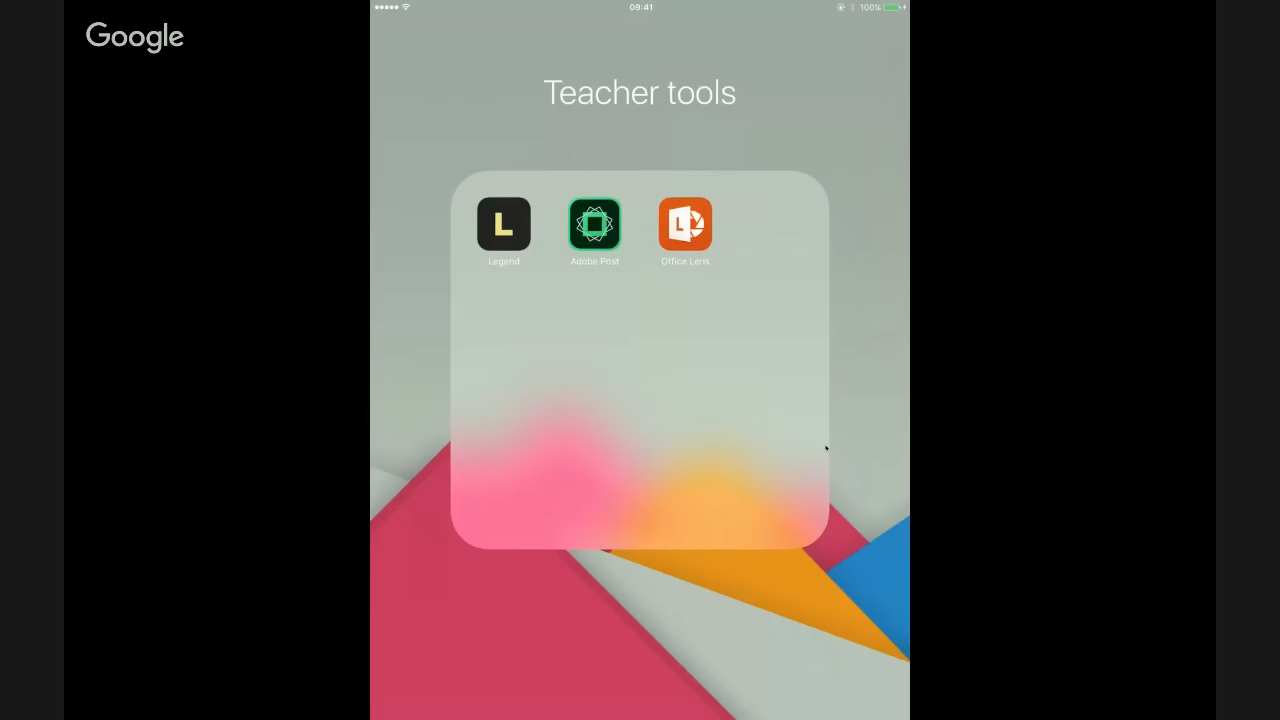 Google
09:41
100%
Teacher tools
L
L
Legend
Adobe Post
Office Lens